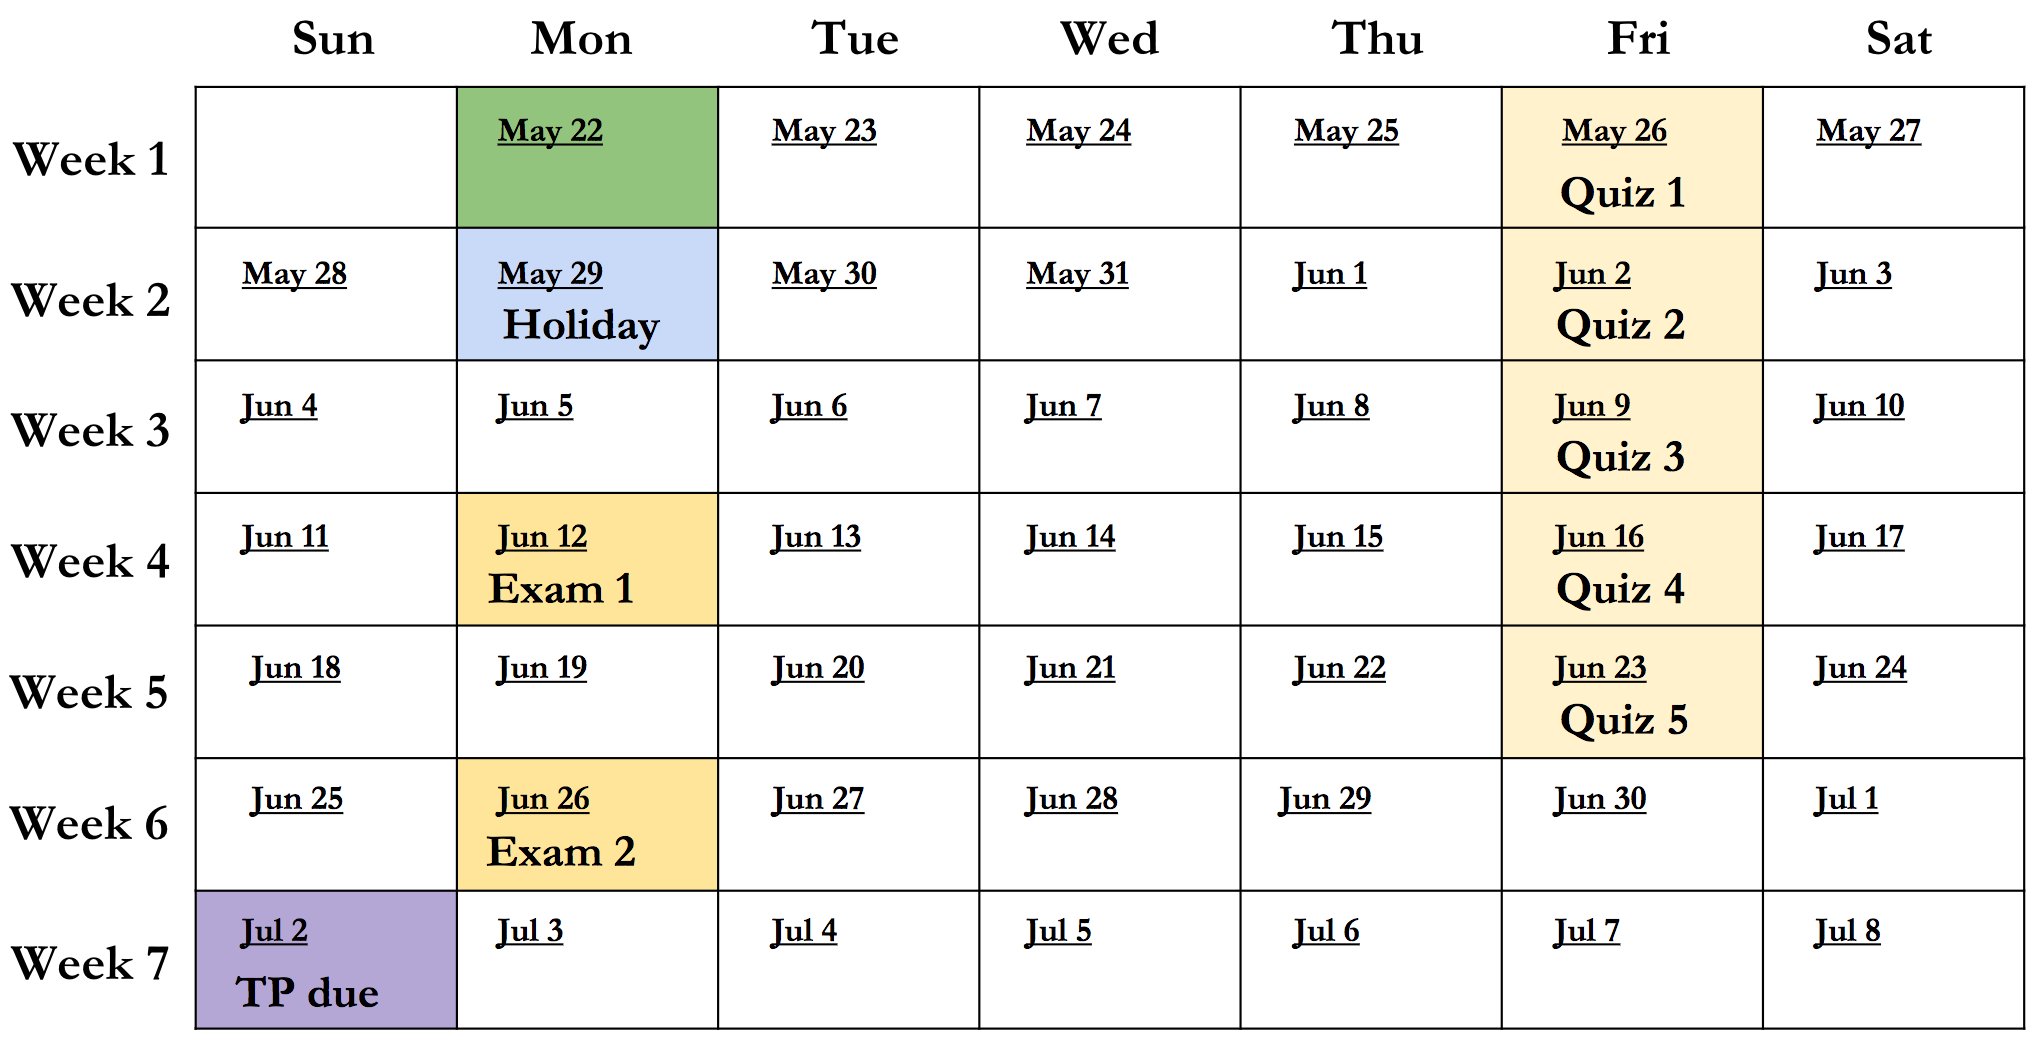 Sun Mon Tue Wed Thu Fri Sat
Week 1
May 22 May 23 May 24 May 25 May 26 May 27
Quiz 1
Week 2
May 28 May 29 May 30 May 31 Jun 1 Jun 2 Jun 3
Holiday Quiz 2
Week 3
Jun 4 Jun 5 Jun 6 Jun 7 Jun 8 Jun 9 Jun 10
Quiz 3
Week 4
Jun 11 Jun 12 Jun 13 Jun 14 Jun 15 Jun 16 Jun 17
Exam 1 Quiz 4
Week 5
Jun 18 Jun 19 Jun 20 Jun 21 Jun 22 Jun 23 Jun 24
Quiz 5
Week 6
Jun 25 Jun 26 Jun 27 Jun 28 Jun 29 Jun 30 Jul 1
Exam 2
Week 7
Jul 2 Jul 3 Jul 4 Jul 5 Jul 6 Jul 7 Jul 8
TP due